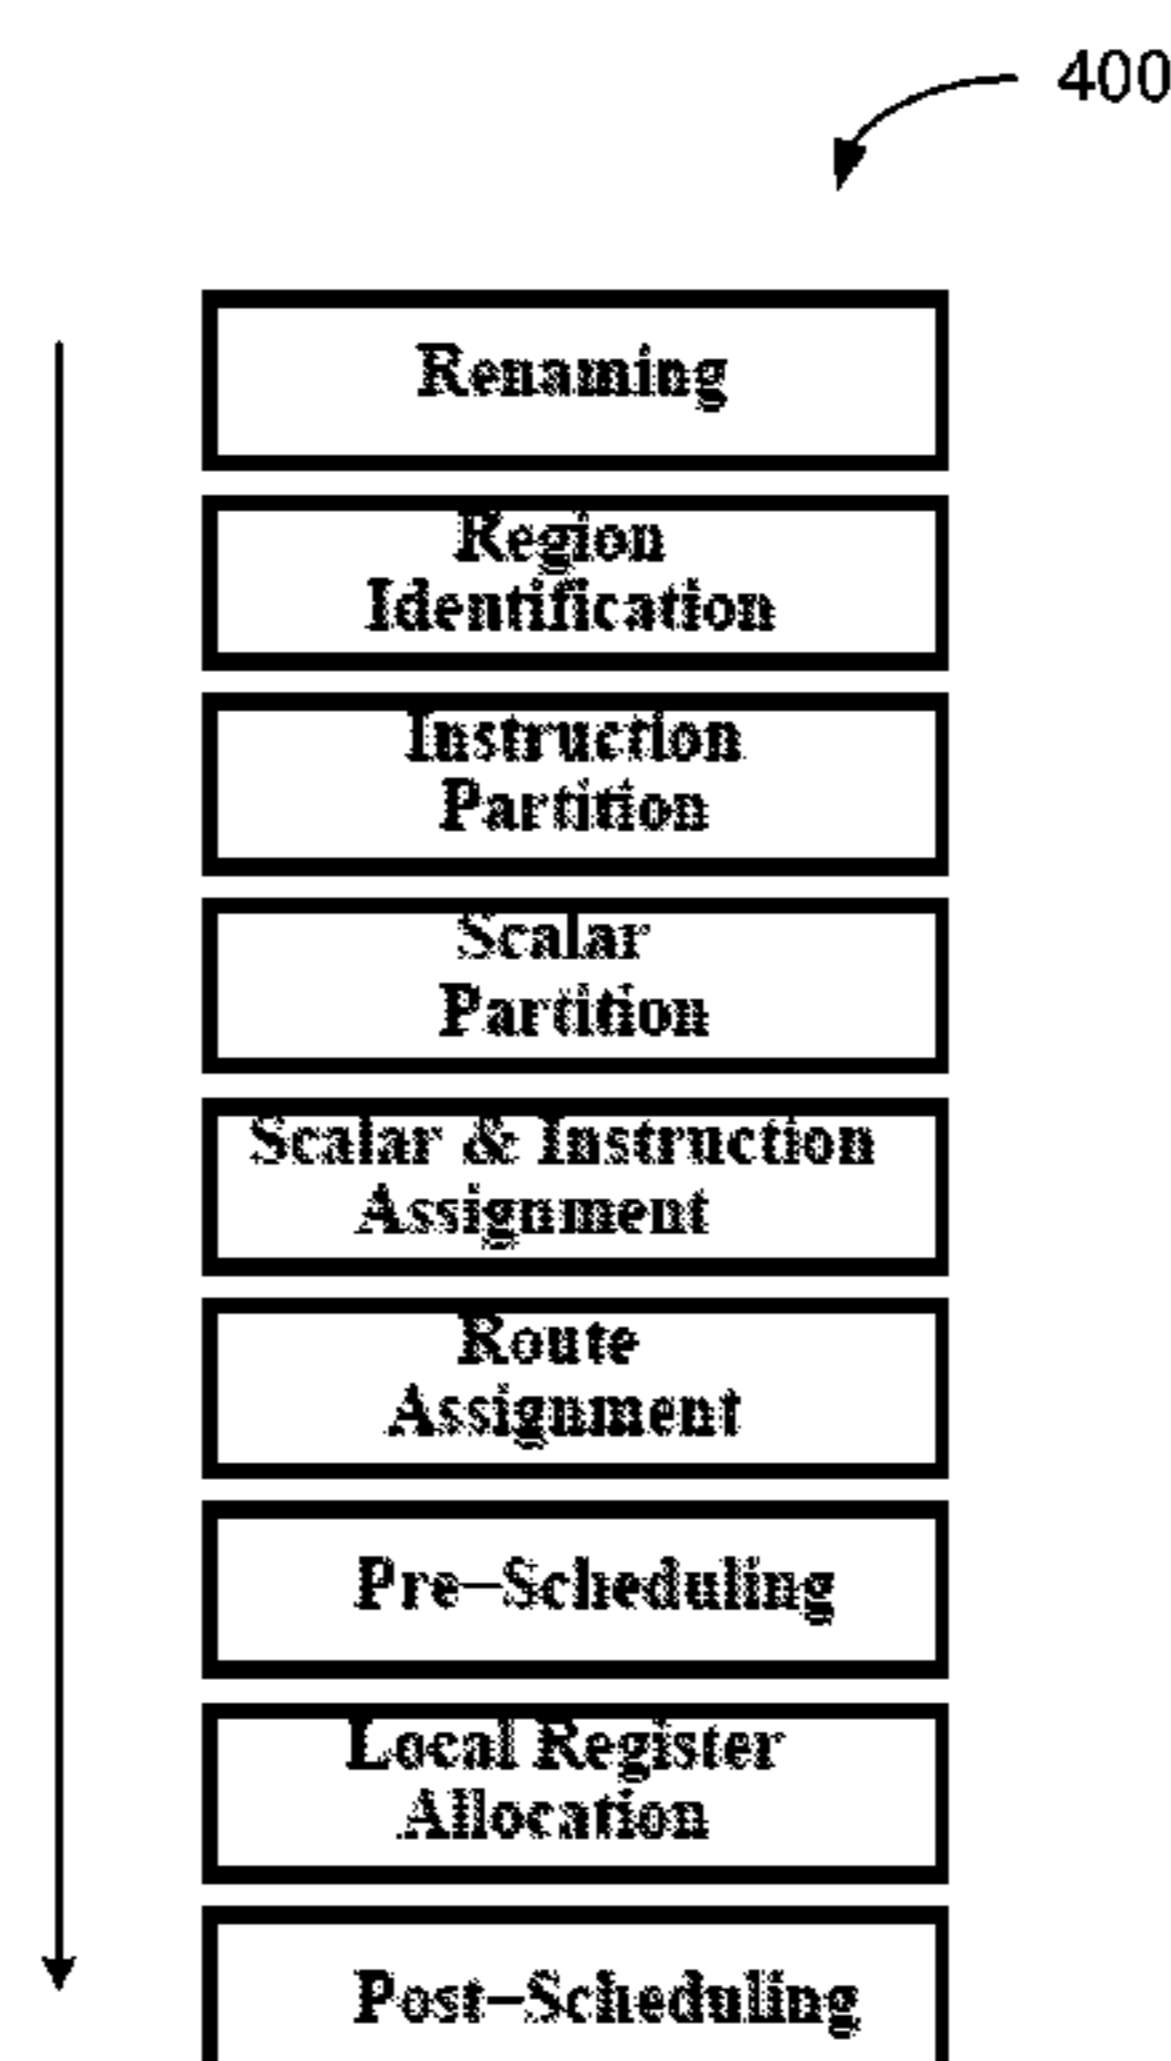 400
Renaming
Region
Identification
Instruction
Partition
Scalar
Partition
Scalar & Instruction
Assignment
Route
Assignment
Pre–Scheduling
Local Register
Allocation
Post–Scheduling